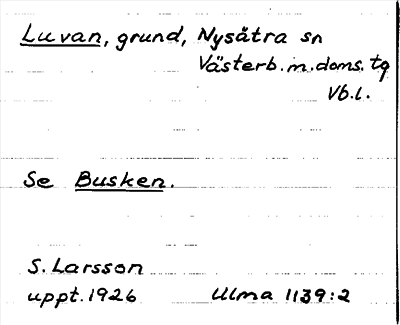 Luvan, grund, Nysätra sn
Västerb. m. doms. tg
Vb. l.
Se Busken.
S. Larsson
uppt. 1926 Ulma 1139:2